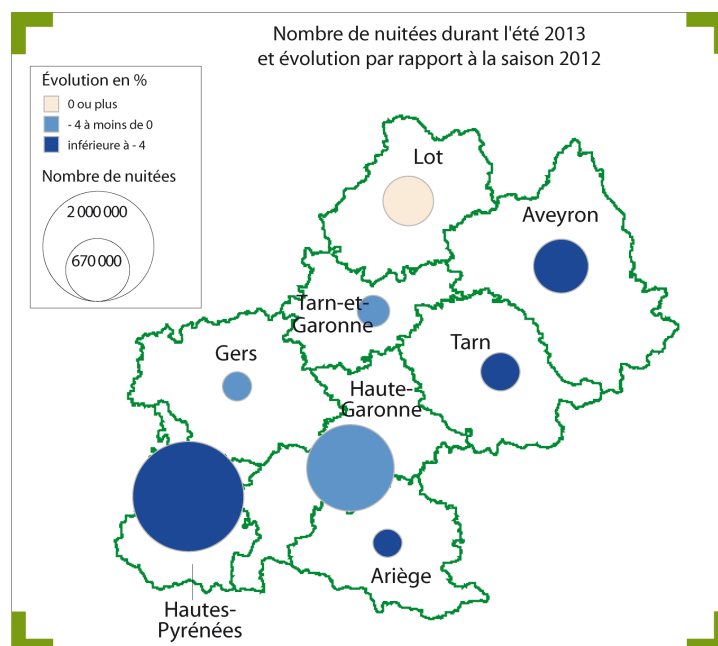 Nombre de nuitées durant l'été 2013
et évolution par rapport à la saison 2012
Évolution en %
0 ou plus
- 4 à moins de 0
inférieure à - 4
Nombre de nuitées
2 000 000
670 000
Lot
Aveyron
Tarn-et-
Garonne
Tarn
Gers
Haute-
Garonne
Ariège
Hautes-
Pyrénées